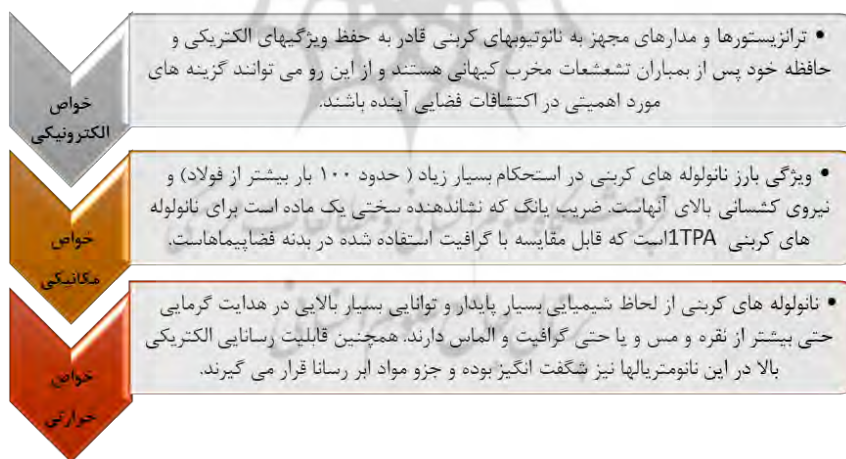 • ترانزیستورها و مدارهای مجهز به نانوتیوبهای کربنی قادر به حفظ ویژگیهای الکتریکی و
حافظه خود پس از بمباران تشعشعات مخرب کیهانی هستند و از این رو می توانند گزینه های
مورد اهمیتی در اکتشافات فضایی آینده باشند.
خواص
الکترونیکی
• ویژگی بارز نانولوله های کربنی در استحکام بسیار زیاد ( حدود ۱۰۰ بار بیشتر از فولاد) و
نیروی کشسانی بالای آنهاست. ضریب یانگ که نشاندهنده سختی یک ماده است برای نانولوله
های کربنی 1TPAاست که قابل مقایسه با گرافیت استفاده شده در بدنه فضاپیماهاست.
خواص
مکانیکی
• نانولوله های کربنی از لحاظ شیمیایی بسیار پایدار و توانایی بسیار بالایی در هدایت گرمایی
حتی بیشتر از نقره و مس و یا حتی گرافیت و الماس دارند. همچنین قابلیت رسانایی الکتریکی
بالا در این نانومتریالها نیز شگفت انگیز بوده و جزو مواد ابر رسانا قرار می گیرند.
خواص
حرارتی